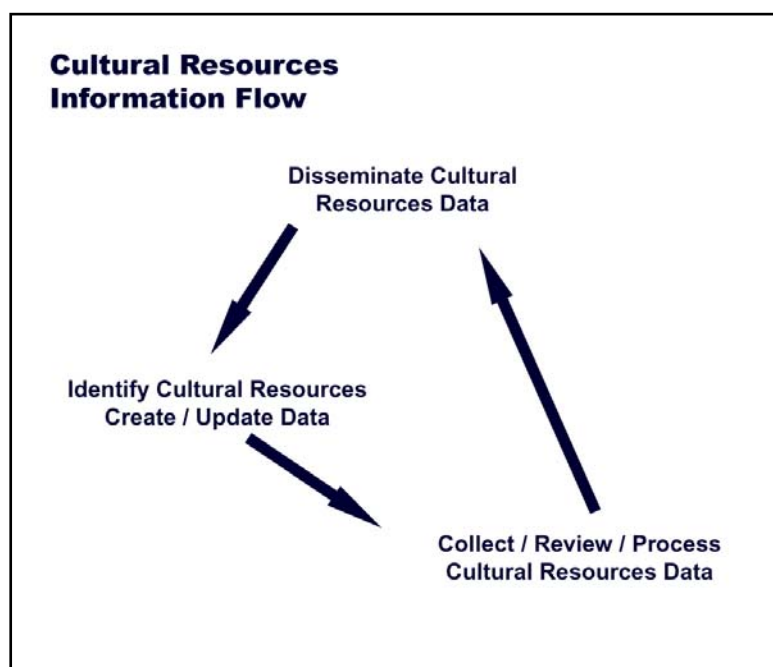 Cultural Resources
Information Flow
Disseminate Cultural
Resources Data
Identify Cultural Resources
Create / Update Data
Collect / Review / Process
Cultural Resources Data